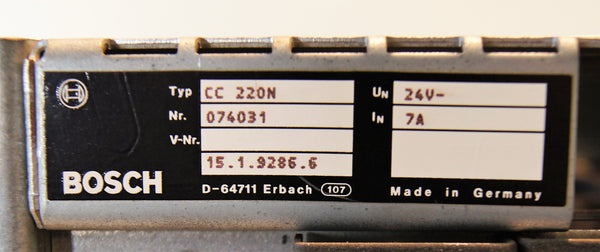 Typ CC 220N
Nr. 074031
V-Nr.
15.1.9286.6
BOSCH
D-64711 Erbach 107
UN 24V-
IN 7A
Made in Germany